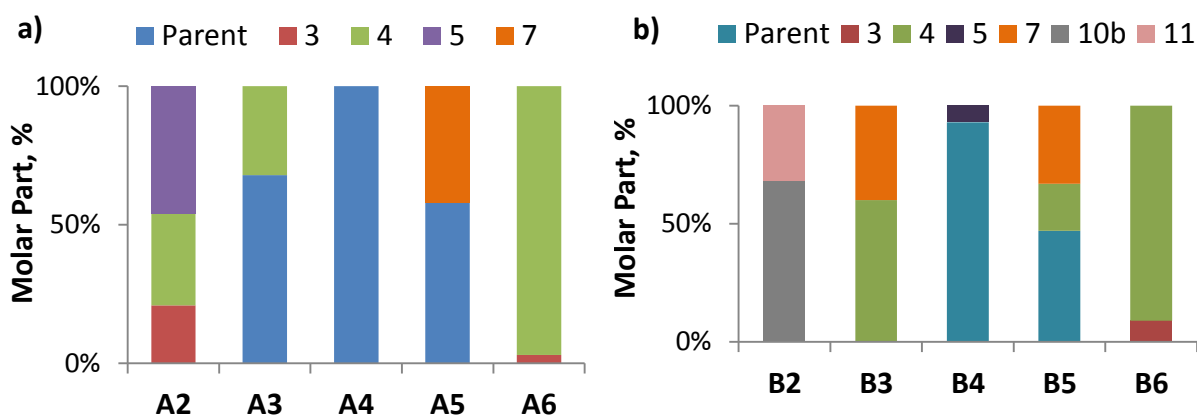 a)
Parent 3 4 5 7
Molar Part, %
100%
50%
0%
A2 A3 A4 A5 A6
b)
Parent 3 4 5 7 10b 11
Molar Part, %
100%
50%
0%
B2 B3 B4 B5 B6